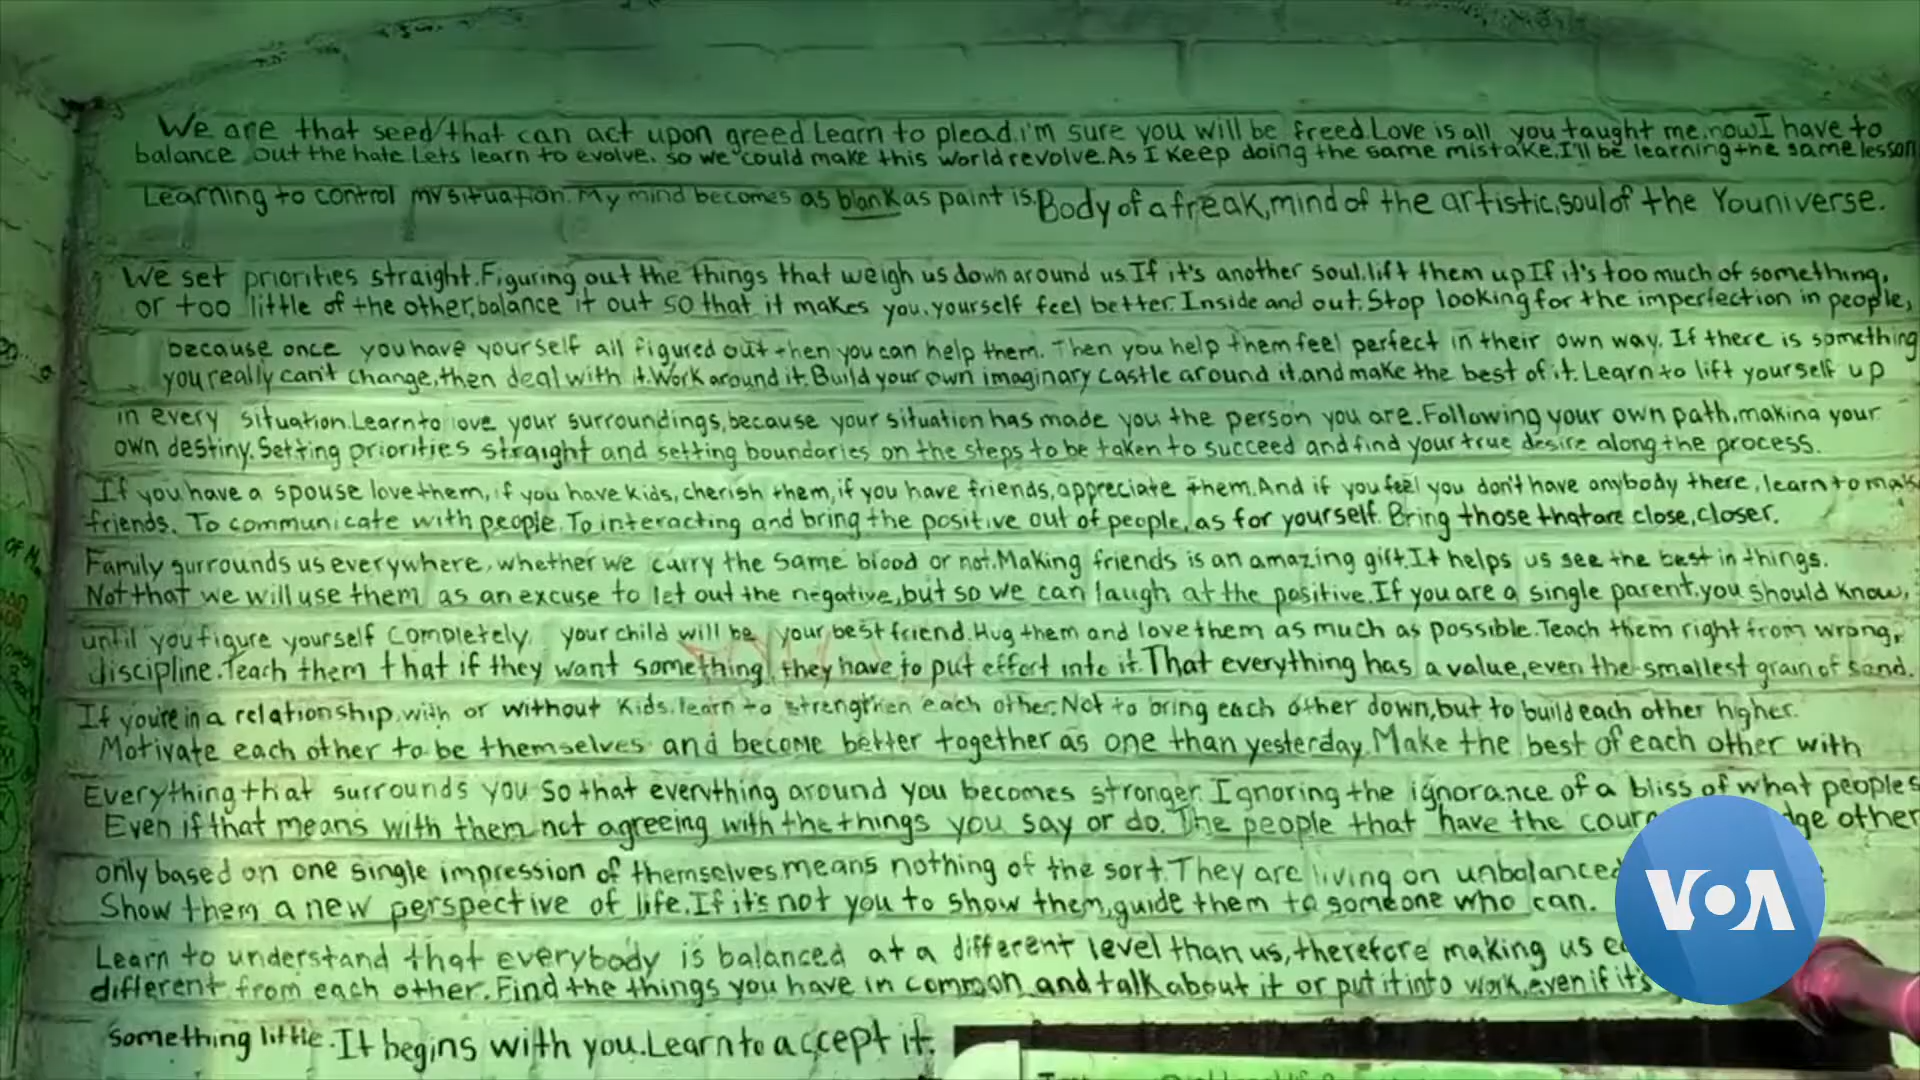 We are that seed/that can act upon greed.Learn to plead.i'm sure you will be freed.Love is all you taught me.now I have to
balance out the hate.Lets learn to evolve. so we could make this world revolve.As I Keep doing the same mistake.I'll be learning the same lesson
Learning to control my situation.My mind becomes as blank as paint is.Body of a freak,mind of the artistic,soul of the Youniverse.
We set priorities straight.Figuring out the things that weigh us down around us.If it's another soul.lift them up.If it's too much of something,
or too little of the other,balance it out so that it makes you.yourself feel better.Inside and out.Stop looking for the imperfection in people,
because once you have yourself all figured out then you can help them. Then you help them feel perfect in their own way. If there is something
you really can't change,then deal with it.Work around it.Build your own imaginary castle around it.and make the best of it.Learn to lift yourself up
in every situation.Learn to love your surroundings,because your situation has made you the person you are.Following your own path.making your
own destiny.Setting priorities straight and setting boundaries on the steps to be taken to succeed and find your true desire along the process.
If you have a spouse love them,if you have kids,cherish them,if you have friends,appreciate them.And if you feel you don't have anybody there,learn to mak
friends. To communicate with people.To interacting and bring the positive out of people,as for yourself. Bring those that are close,closer.
Family surrounds us everywhere,whether we carry the same blood or not.Making friends is an amazing gift.It helps us see the best in things.
Not that we will use them as an excuse to let out the negative,but so we can laugh at the positive.If you are a single parent.you should know,
until you figure yourself completely, your child will be your best friend.Hug them and love them as much as possible.Teach them right from wrong,
discipline.Teach them that if they want something,they have to put effort into it.That everything has a value,even the smallest grain of sand.
If you're in a relationship,with or without kids.learn to strengthen each other.Not to bring each other down,but to build each other higher.
Motivate each other to be themselves and become better together as one than yesterday.Make the best of each other with
Everything that surrounds you so that everything around you becomes stronger.Ignoring the ignorance of a bliss of what peoples
Even if that means with them not agreeing with the things you say or do. The people that have the other
only based on one single impression of themselves means nothing of the sort.They are living on unbalanced
Show them a new perspective of life.If it's not you to show them,guide them to someone who can.
Learn to understand that everybody is balanced at a different level than us,therefore making us
different from each other.Find the things you have in common and talk about it or put it into work.even if it's
something little.It begins with you.Learn to accept it.
VOA